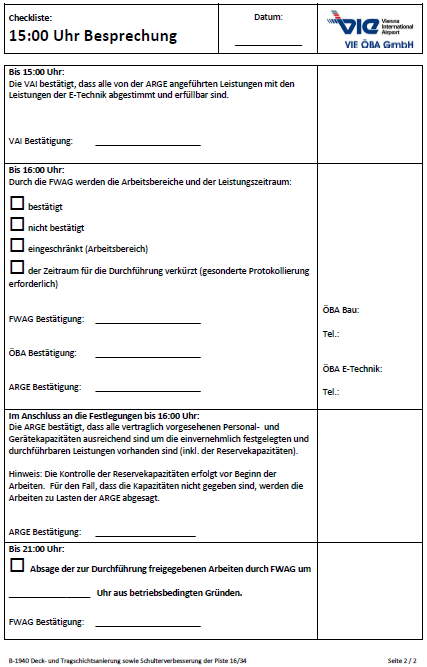 Checkliste:
15:00 Uhr Besprechung
Datum:
VIE
Vienna
International
Airport
VIE ÖBA GmbH
Bis 15:00 Uhr:
Die VAI bestätigt, dass alle von der ARGE angeführten Leistungen mit den
Leistungen der E-Technik abgestimmt und erfüllbar sind.
VAI Bestätigung:
Bis 16:00 Uhr:
Durch die FWAG werden die Arbeitsbereiche und der Leistungszeitraum:
bestätigt
nicht bestätigt
eingeschränkt (Arbeitsbereich)
der Zeitraum für die Durchführung verkürzt (gesonderte Protokollierung
erforderlich)
FWAG Bestätigung:
ÖBA Bestätigung:
ARGE Bestätigung:
ÖBA Bau:
Tel.:
ÖBA E-Technik:
Tel.:
Im Anschluss an die Festlegungen bis 16:00 Uhr:
Die ARGE bestätigt, dass alle vertraglich vorgesehenen Personal- und
Gerätekapazitäten ausreichend sind um die einvernehmlich festgelegten und
durchführbaren Leistungen vorhanden sind (inkl. der Reservekapazitäten).
Hinweis: Die Kontrolle der Reservekapazitäten erfolgt vor Beginn der
Arbeiten. Für den Fall, dass die Kapazitäten nicht gegeben sind, werden die
Arbeiten zu Lasten der ARGE abgesagt.
ARGE Bestätigung:
Bis 21:00 Uhr:
Absage der zur Durchführung freigegebenen Arbeiten durch FWAG um
Uhr aus betriebsbedingten Gründen.
FWAG Bestätigung:
B-1940 Deck- und Tragschichtsanierung sowie Schulterverbesserung der Piste 16/34
Seite 2 / 2